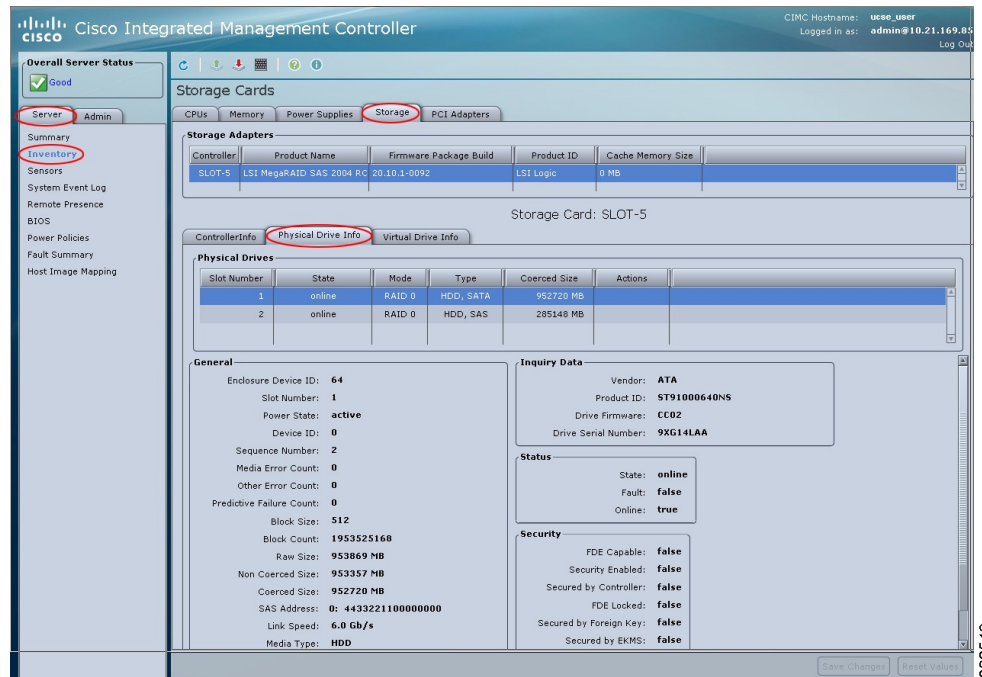 CISCO
Cisco Integrated Management Controller
CIMC Hostname: ucse_user
Logged in as: admin@10.21.169.85
Log Out
Overall Server Status
Good
Server Admin
Summary
Inventory
Sensors
System Event Log
Remote Presence
BIOS
Power Policies
Fault Summary
Host Image Mapping
Storage Cards
CPUs Memory Power Supplies Storage PCI Adapters
Storage Adapters
Controller Product Name Firmware Package Build Product ID Cache Memory Size
SLOT-5 LSI MegaRAID SAS 2004 RC 20.10.1-0092 LSI Logic 0 MB
Storage Card: SLOT-5
ControllerInfo Physical Drive Info Virtual Drive Info
Physical Drives
Slot Number State Mode Type Coerced Size Actions
1 online RAID 0 HDD, SATA 952720 MB
2 online RAID 0 HDD, SAS 285148 MB
General
Enclosure Device ID: 64
Slot Number: 1
Power State: active
Device ID: 0
Sequence Number: 2
Media Error Count: 0
Other Error Count: 0
Predictive Failure Count: 0
Block Size: 512
Block Count: 1953525168
Raw Size: 953869 MB
Non Coerced Size: 953357 MB
Coerced Size: 952720 MB
SAS Address: 0: 4433221100000000
Link Speed: 6.0 Gb/s
Media Type: HDD
Inquiry Data
Vendor: ATA
Product ID: ST91000640NS
Drive Firmware: CC02
Drive Serial Number: 9XG14LAA
Status
State: online
Fault: false
Online: true
Security
FDE Capable: false
Security Enabled: false
Secured by Controller: false
FDE Locked: false
Secured by Foreign Key: false
Secured by EKMS: false
Save Changes Reset Values